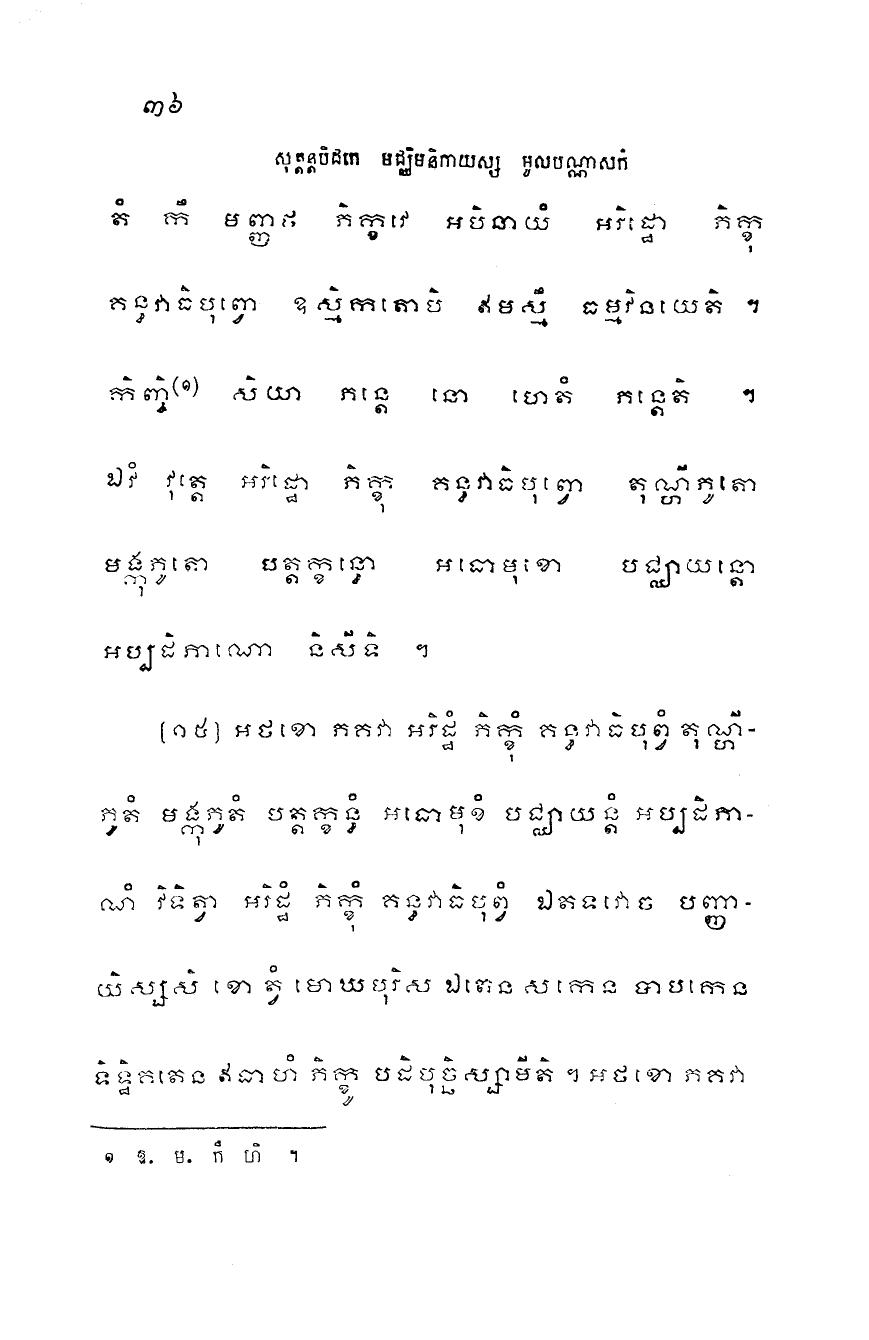 ៣៦
សុត្តន្តបិដកេ មជ្ឈិមនិកាយស្ស មូលបណ្ណាសកំ
តំ កឹ មញ្ញថ ភិក្ខវេ អបិនាយំ អរិដ្ឋោ ភិក្ខុ
គន្ធវាធិបុព្វោ ឧស្មិកតោបិ ឥមស្មឹ ធម្មវិនយេតិ ។
កិញ្ចិ(១) សិយា ភន្តេ នោ ហេតំ ភន្តេតិ ។
ឯវំ វុត្តេ អរិដ្ឋោ ភិក្ខុ គន្ធវាធិបុព្វោ តុណ្ហីភូតោ
មង្កុភូតោ បត្តក្ខន្ធោ អធោមុខោ បជ្ឈាយន្តោ
អប្បដិភាណោ និសីទិ ។
[១៥] អថខោ ភគវា អរិដ្ឋំ ភិក្ខុំ គន្ធវាធិបុព្វំ តុណ្ហី-
ភូតំ មង្កុភូតំ បត្តក្ខន្ធំ អធោមុខំ បជ្ឈាយន្តំ អប្បដិភា-
ណំ វិទិត្វា អរិដ្ឋំ ភិក្ខុំ គន្ធវាធិបុព្វំ ឯតទវោច បញ្ញា-
យិស្សសិ ខោ ត្វំ មោឃបុរិស ឯតេន សកេន បាបកេន
ទិដ្ឋិគតេន ឥធាហំ ភិក្ខូ បដិបុច្ឆិស្សាមីតិ ។ អថខោ ភគវា
១ ឱ. ម. កឹ ហិ ។